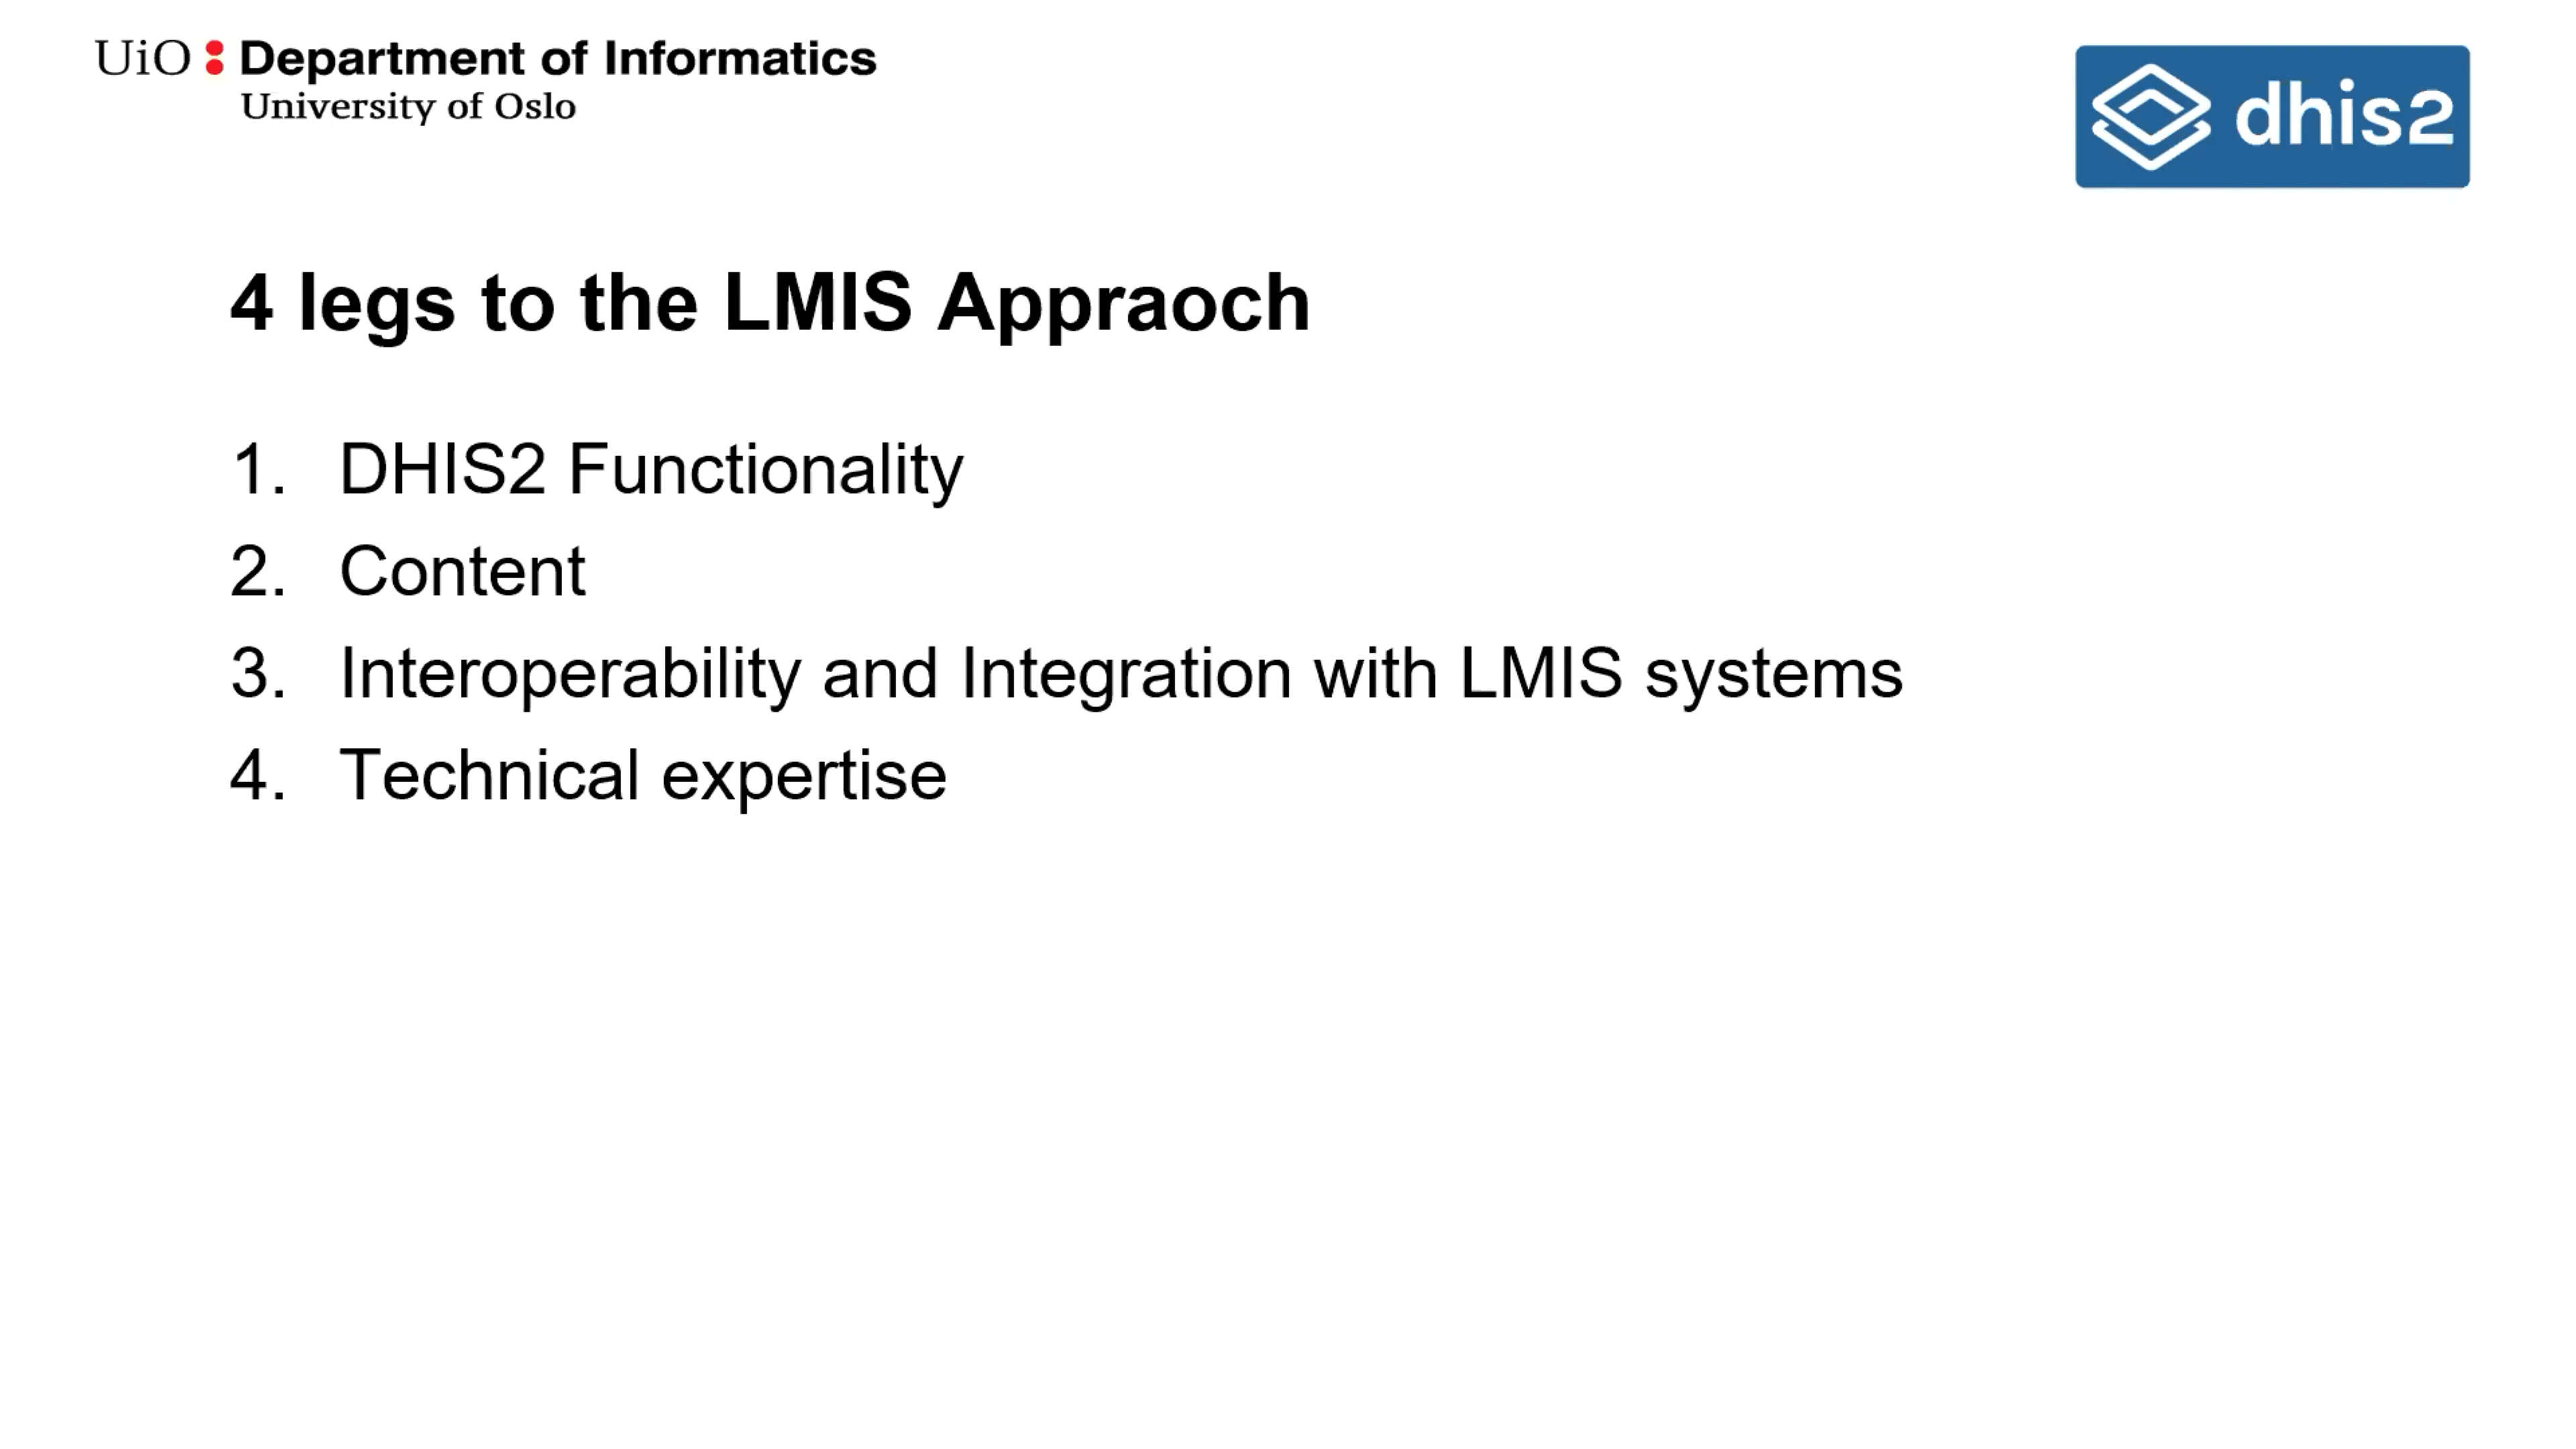 UiO : Department of Informatics
University of Oslo
dhis2
4 legs to the LMIS Appraoch
1. DHIS2 Functionality
2. Content
3. Interoperability and Integration with LMIS systems
4. Technical expertise